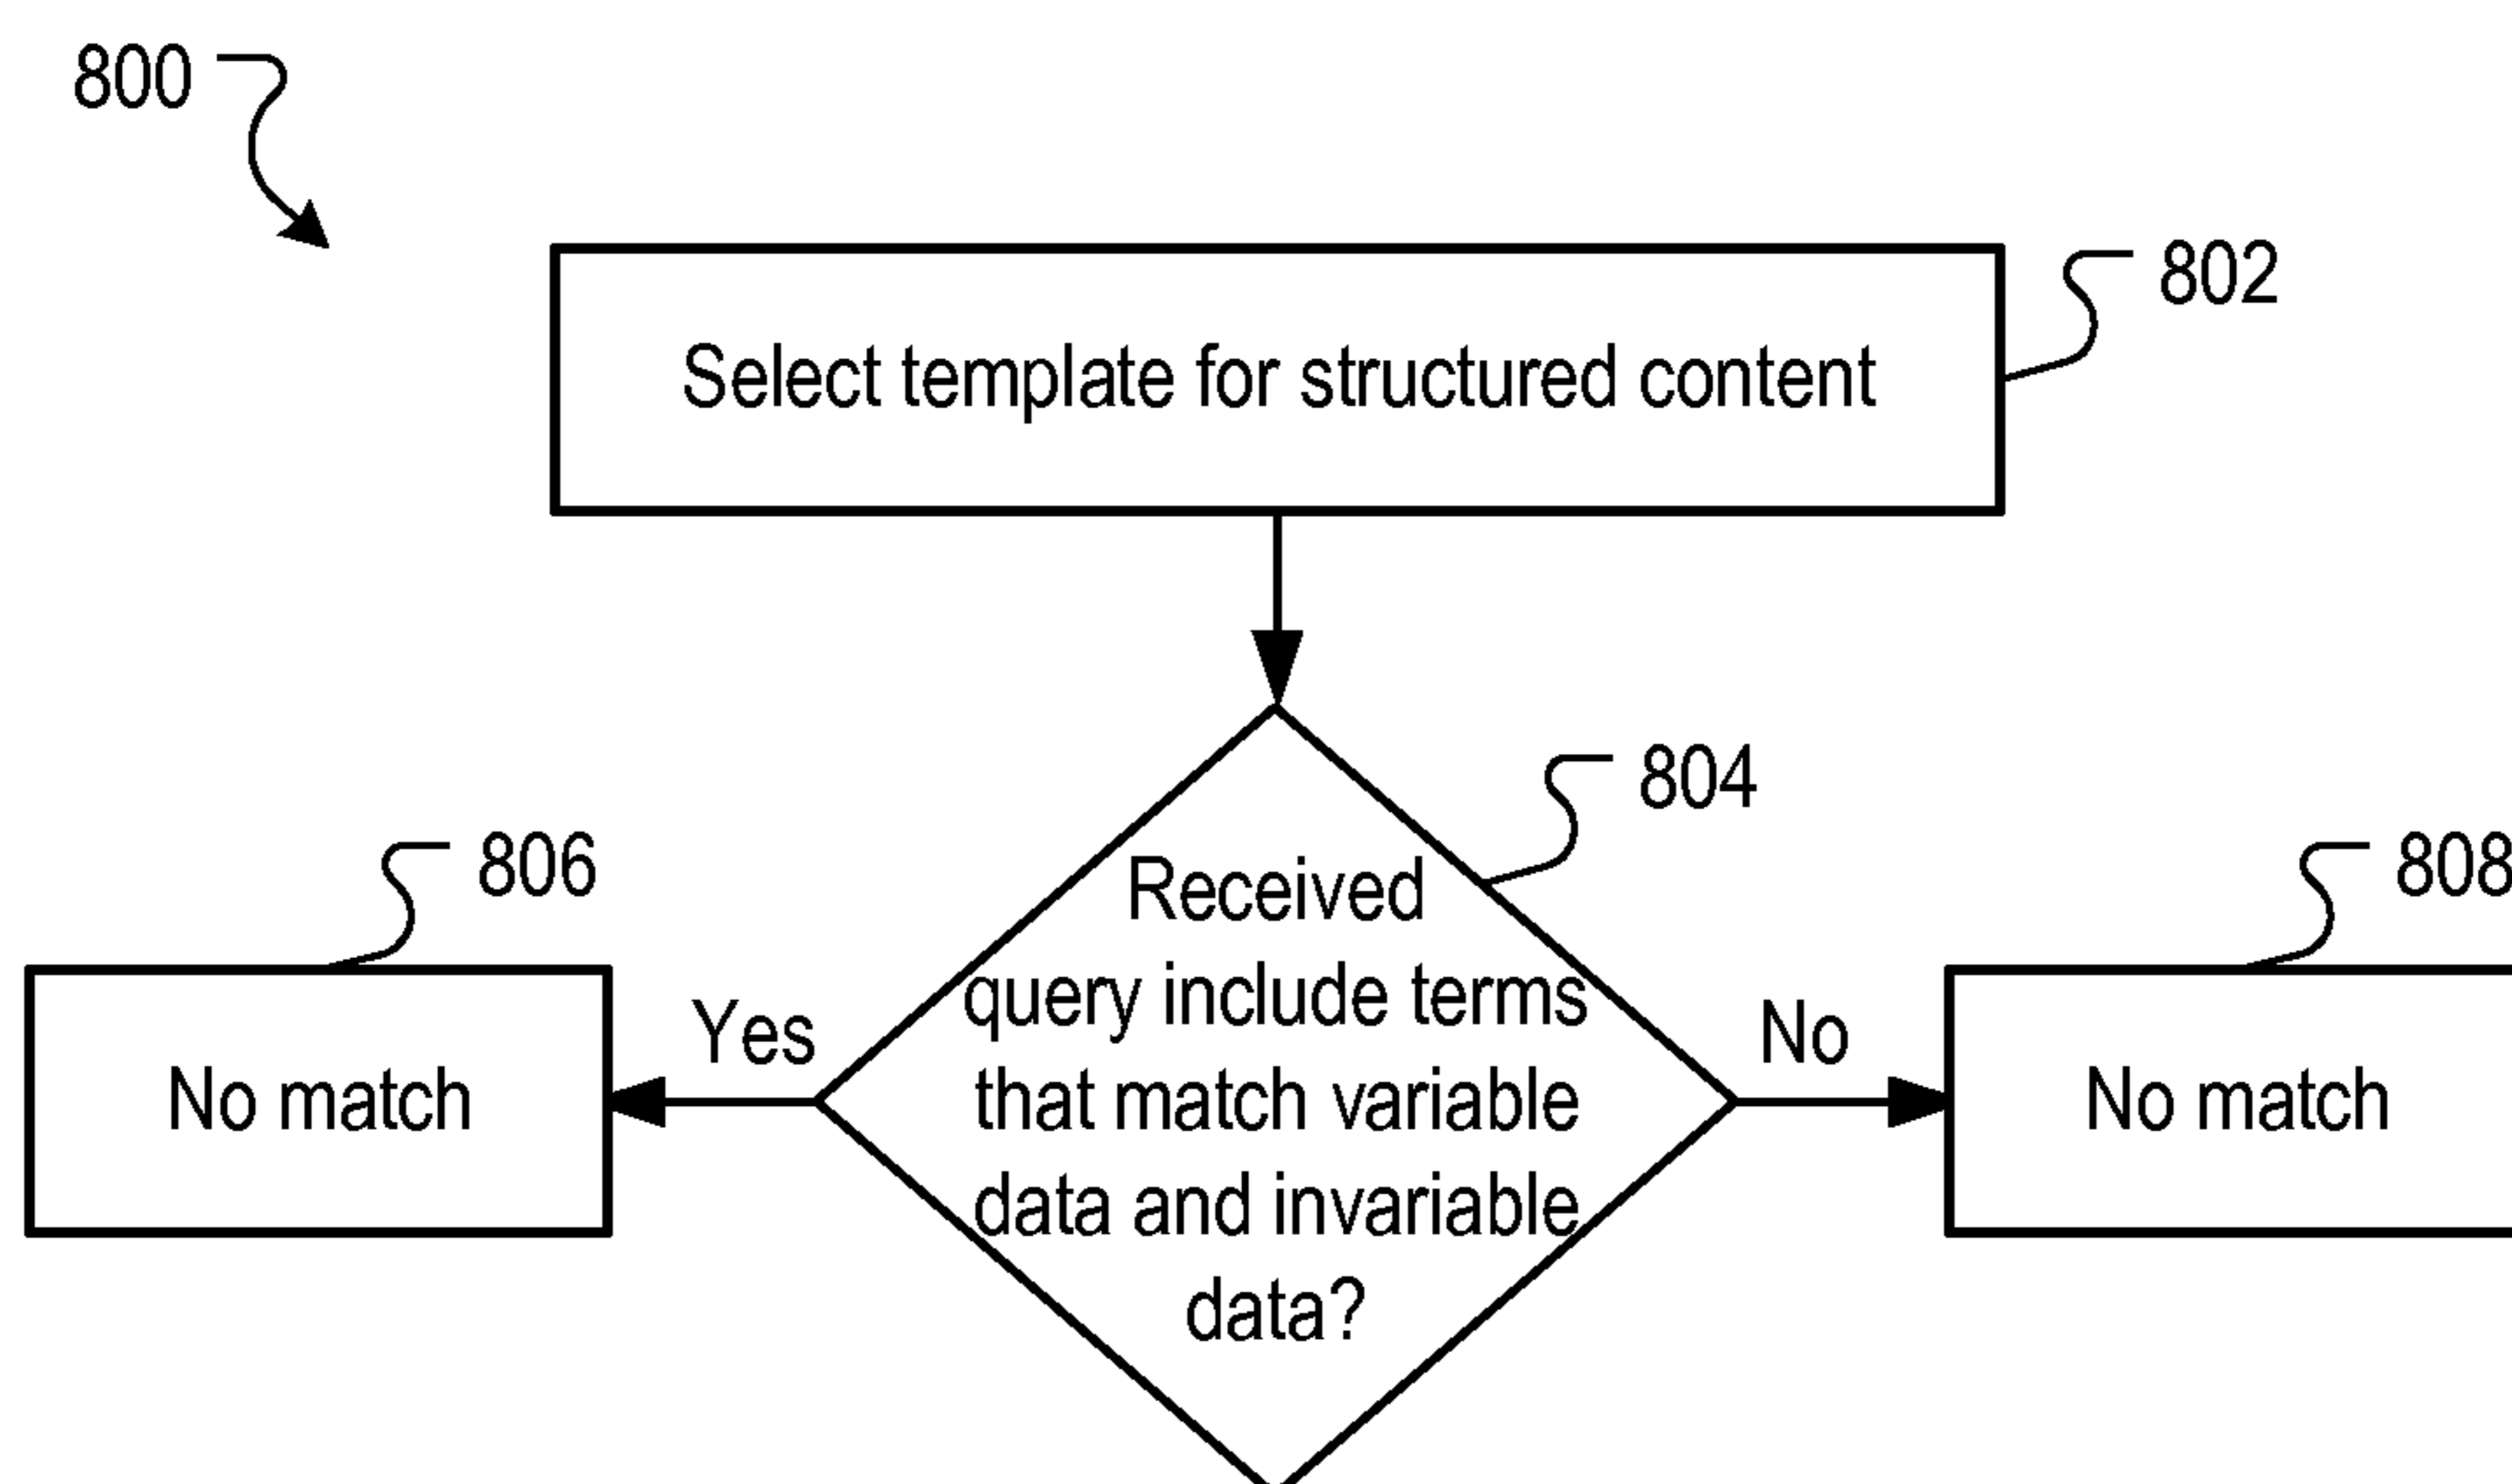 800
802
Select template for structured content
804
806
808
Received
query include terms
that match variable
data and invariable
data?
Yes
No
No match
No match